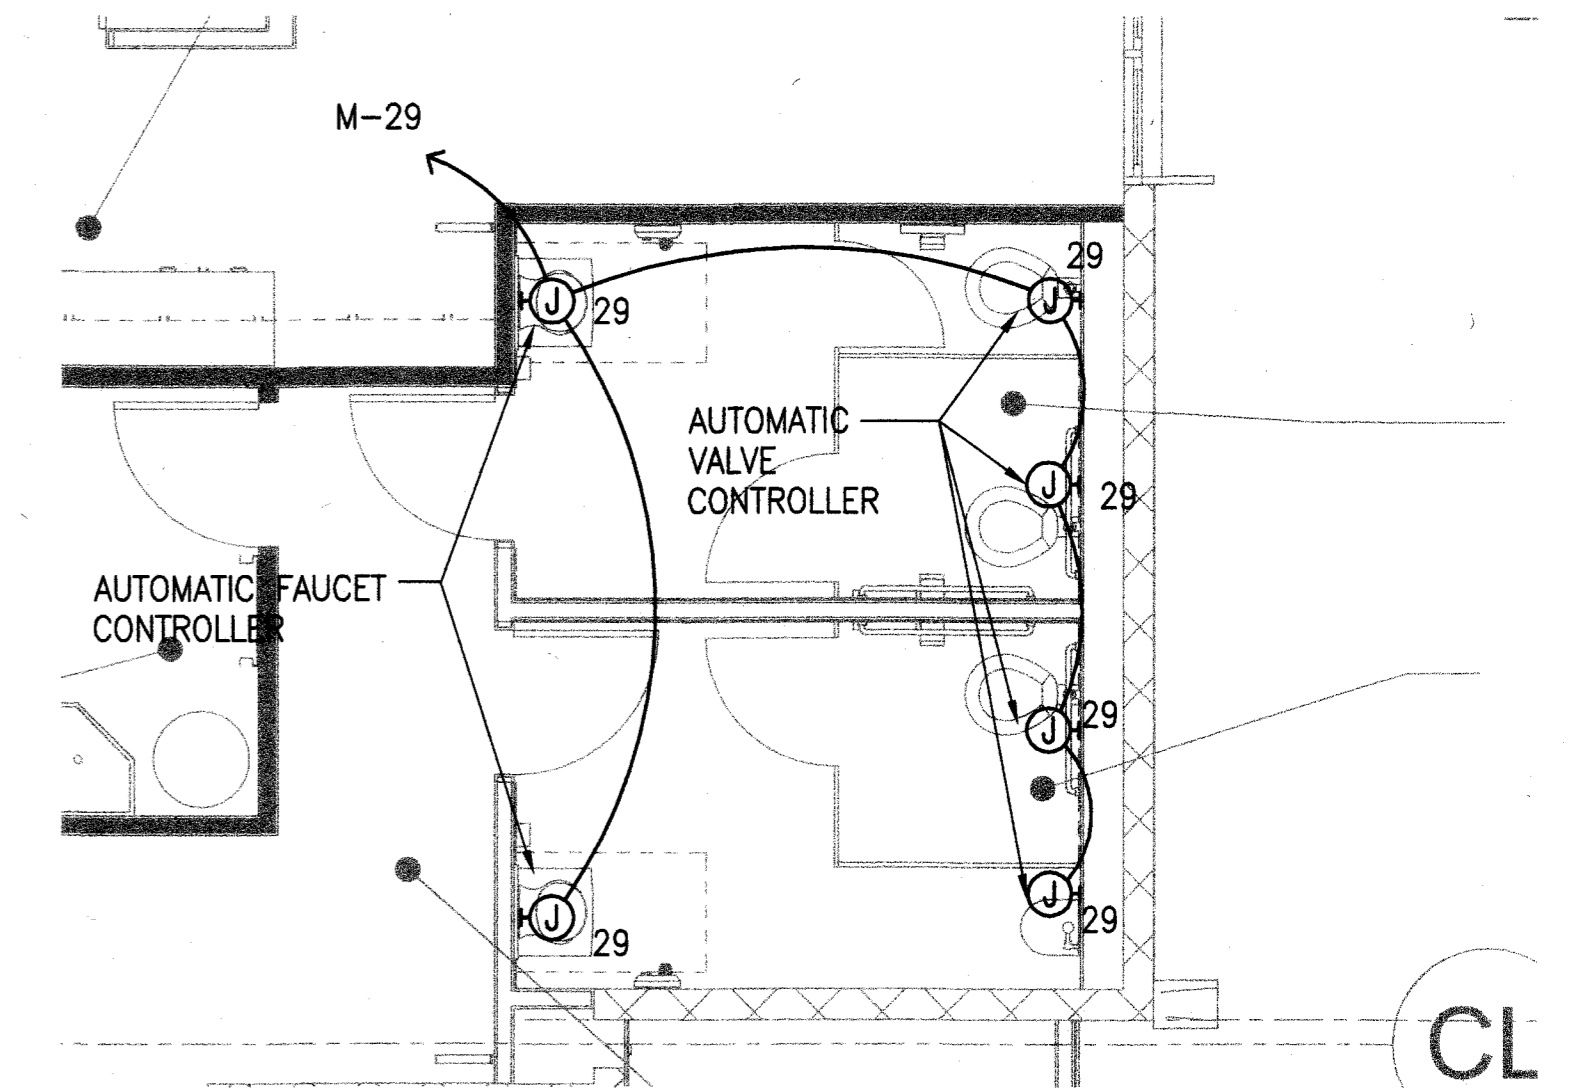 M-29
29
J
J
29
AUTOMATIC
VALVE
CONTROLLER
J
29
AUTOMATIC FAUCET
CONTROLLER
29
J
J
29
J
29
CL